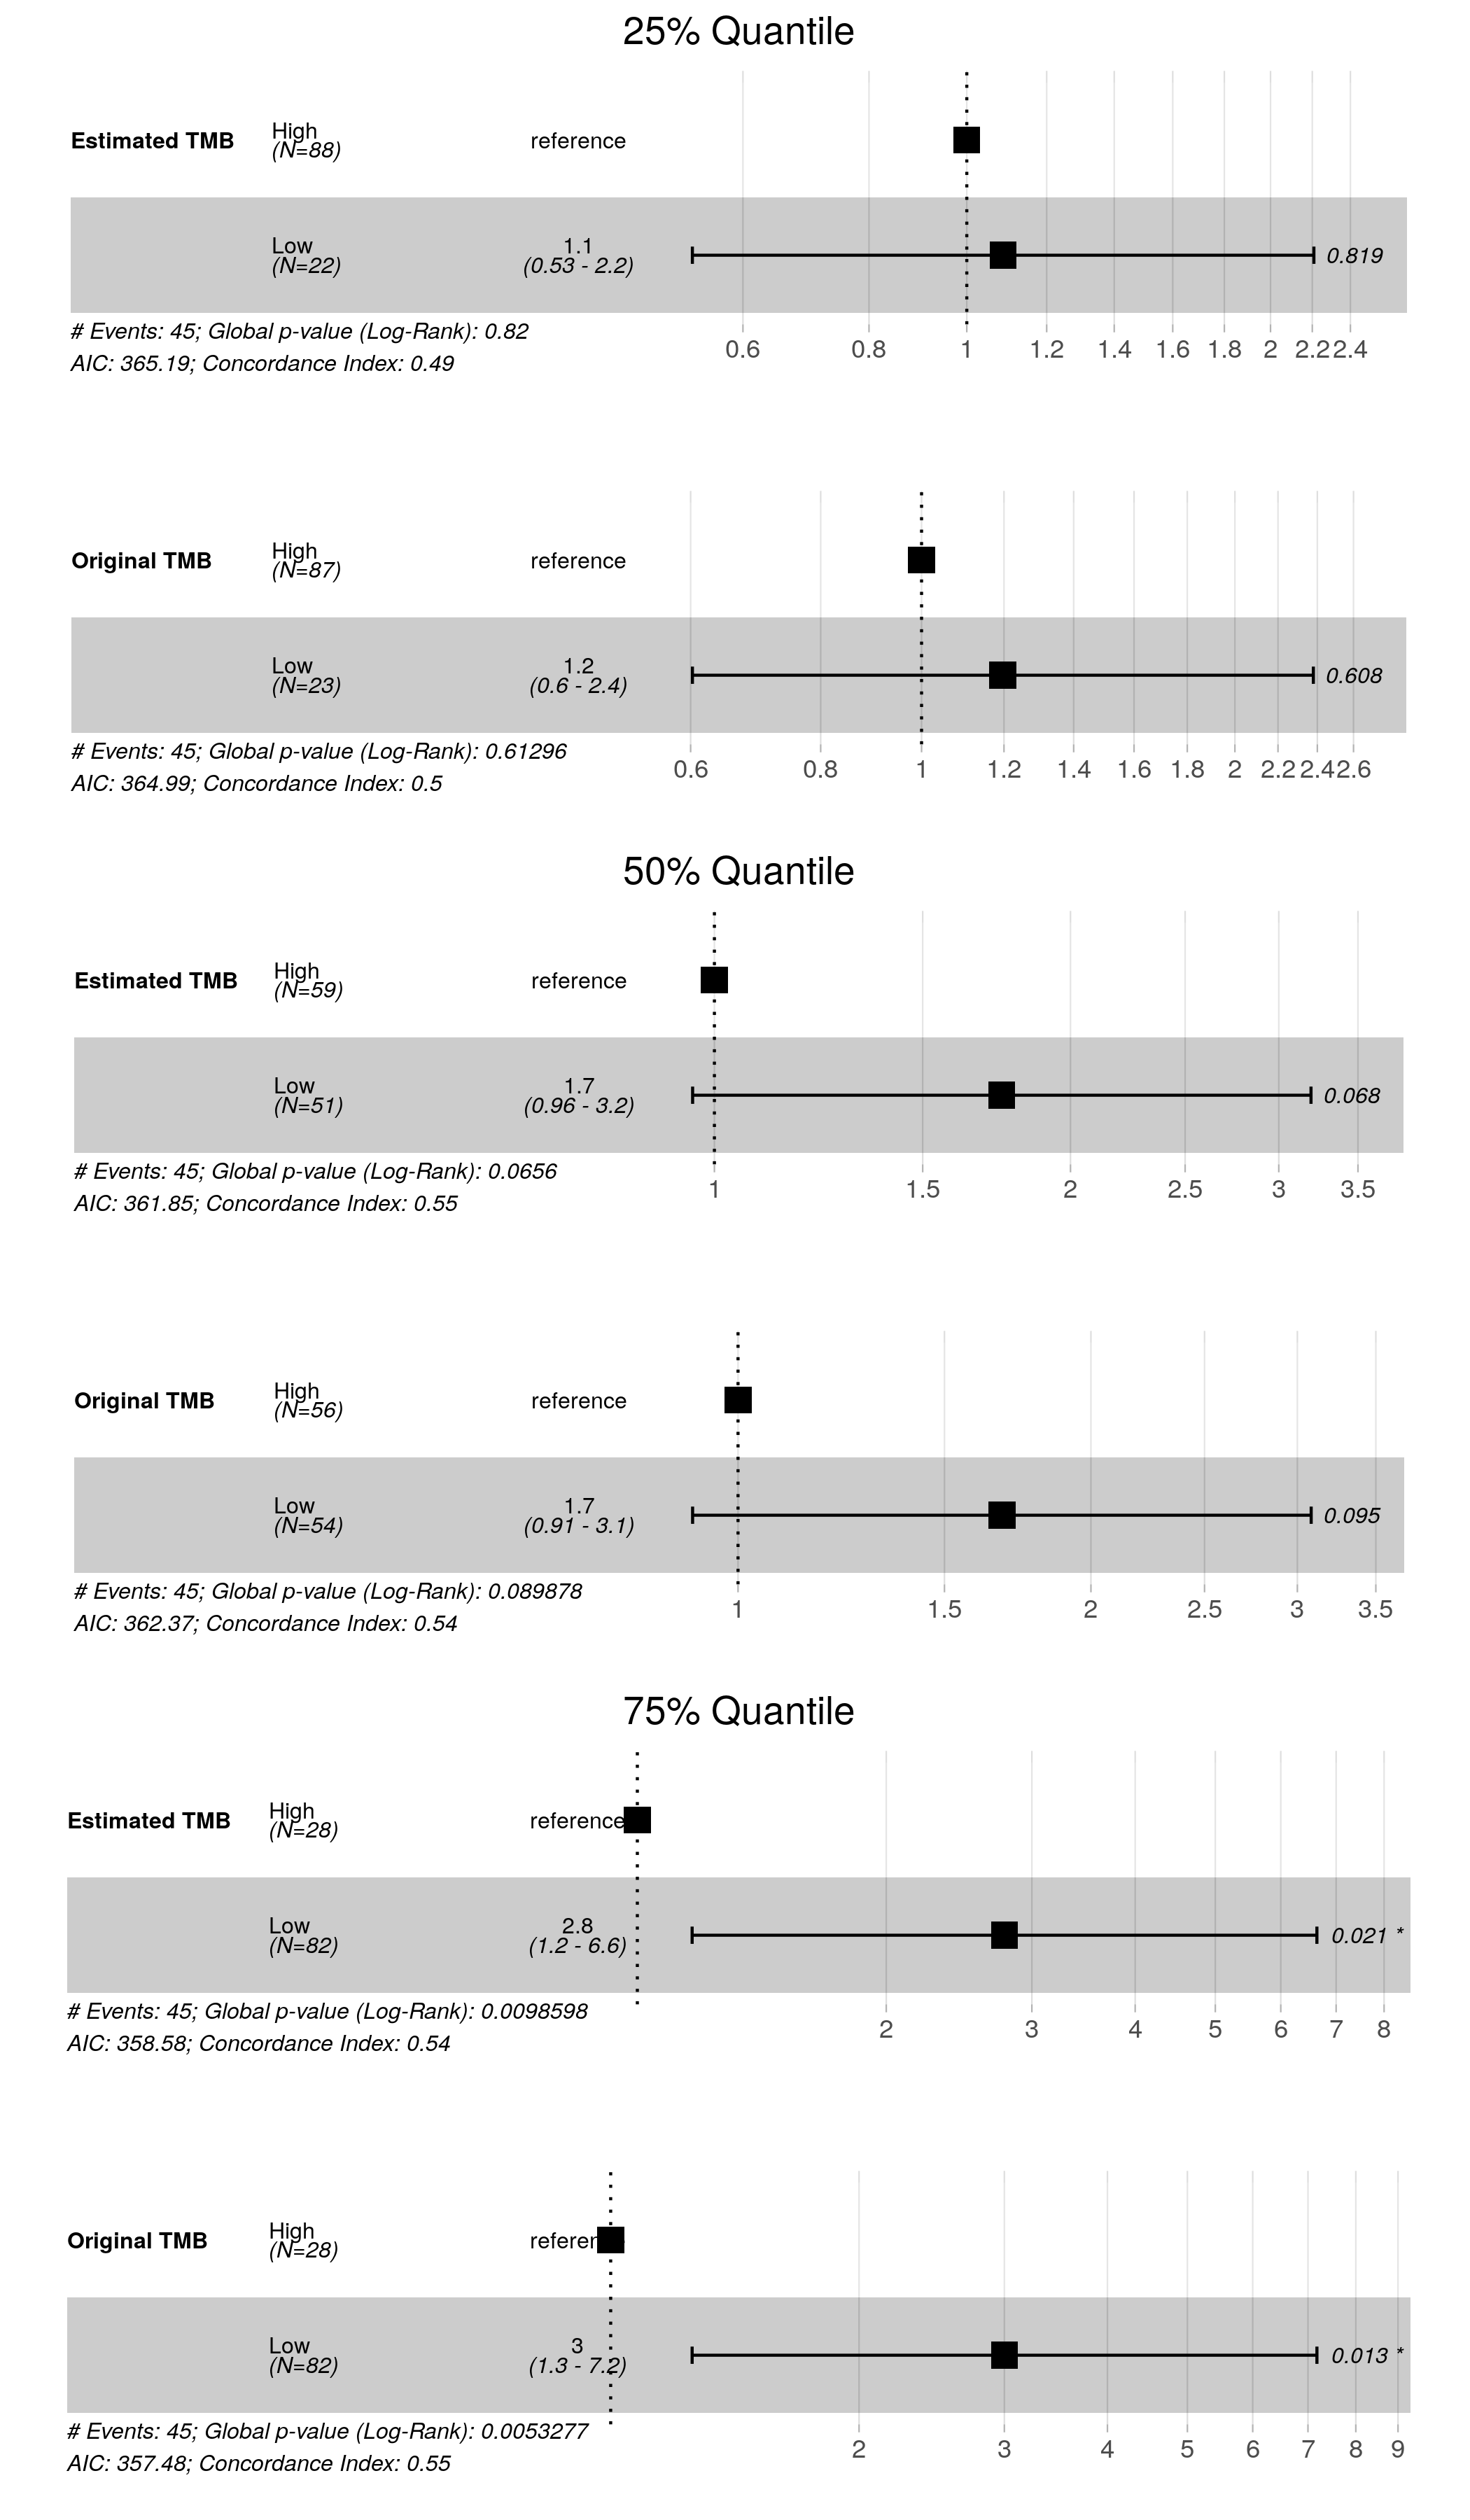 25% Quantile
Estimated TMB High reference
(N=88)
Low 1.1
(N=22) (0.53 - 2.2) 0.819
# Events: 45; Global p-value (Log-Rank): 0.82
AIC: 365.19; Concordance Index: 0.49
0.6 0.8 1 1.2 1.4 1.6 1.8 2 2.2 2.4
Original TMB High reference
(N=87)
Low 1.2
(N=23) (0.6 - 2.4) 0.608
# Events: 45; Global p-value (Log-Rank): 0.61296
AIC: 364.99; Concordance Index: 0.5
0.6 0.8 1 1.2 1.4 1.6 1.8 2 2.2 2.4 2.6
50% Quantile
Estimated TMB High reference
(N=59)
Low 1.7
(N=51) (0.96 - 3.2) 0.068
# Events: 45; Global p-value (Log-Rank): 0.0656
AIC: 361.85; Concordance Index: 0.55
1 1.5 2 2.5 3 3.5
Original TMB High reference
(N=56)
Low 1.7
(N=54) (0.91 - 3.1) 0.095
# Events: 45; Global p-value (Log-Rank): 0.089878
AIC: 362.37; Concordance Index: 0.54
1 1.5 2 2.5 3 3.5
75% Quantile
Estimated TMB High reference
(N=28)
Low 2.8
(N=82) (1.2 - 6.6) 0.021 *
# Events: 45; Global p-value (Log-Rank): 0.0098598
AIC: 358.58; Concordance Index: 0.54
2 3 4 5 6 7 8
Original TMB High reference
(N=28)
Low 3
(N=82) (1.3 - 7.2) 0.013 *
# Events: 45; Global p-value (Log-Rank): 0.0053277
AIC: 357.48; Concordance Index: 0.55
2 3 4 5 6 7 8 9